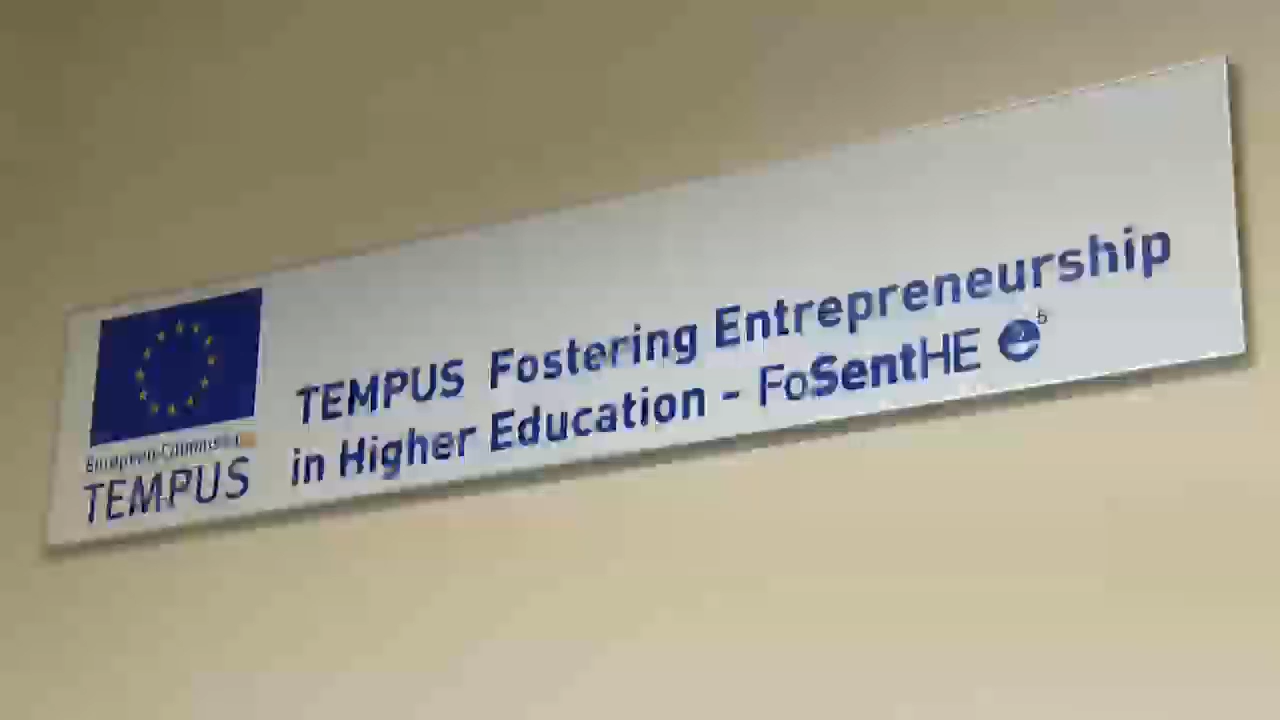 European Commission
TEMPUS
TEMPUS Fostering Entrepreneurship
in Higher Education - FoSentHE e